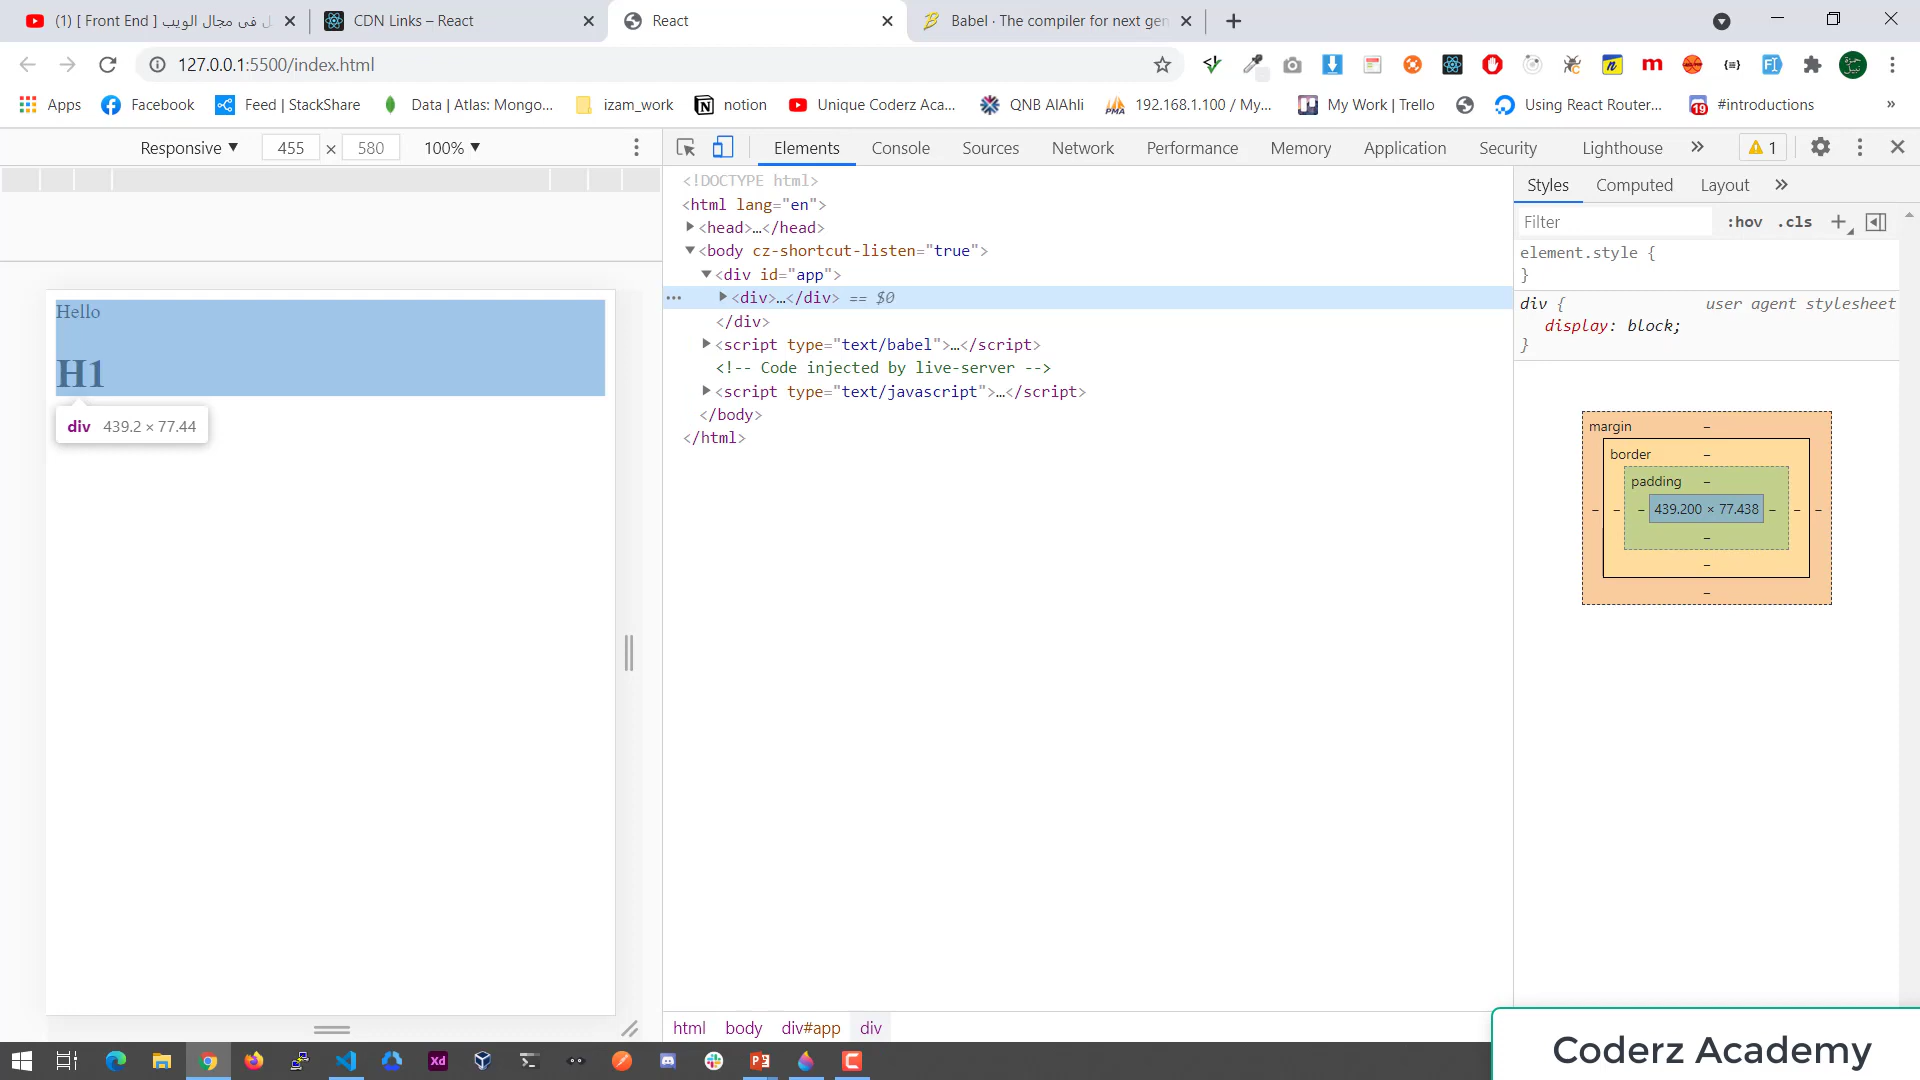 (1) [ Front End ] ل فى مجال الويب
CDN Links – React
React
Babel · The compiler for next gen
127.0.0.1:5500/index.html
Apps
Facebook
Feed | StackShare
Data | Atlas: Mongo...
izam_work
notion
Unique Coderz Aca...
QNB AlAhli
192.168.1.100 / My...
My Work | Trello
Using React Router...
19
#introductions
»
Responsive ▼
455 × 580
100% ▼
Elements
Console
Sources
Network
Performance
Memory
Application
Security
Lighthouse
»
1
<!DOCTYPE html>
<html lang="en">
<head>…</head>
<body cz-shortcut-listen="true">
<div id="app">
<div>…</div> == $0
</div>
<script type="text/babel">…</script>
<!-- Code injected by live-server -->
<script type="text/javascript">…</script>
</body>
</html>
Hello
H1
div 439.2 × 77.44
Styles
Computed
Layout
»
Filter
:hov
.cls
element.style {
}
div {
user agent stylesheet
display: block;
}
margin –
border –
padding –
– – – 439.200 × 77.438 – – –
–
–
–
html body div#app div
Xd
Coderz Academy